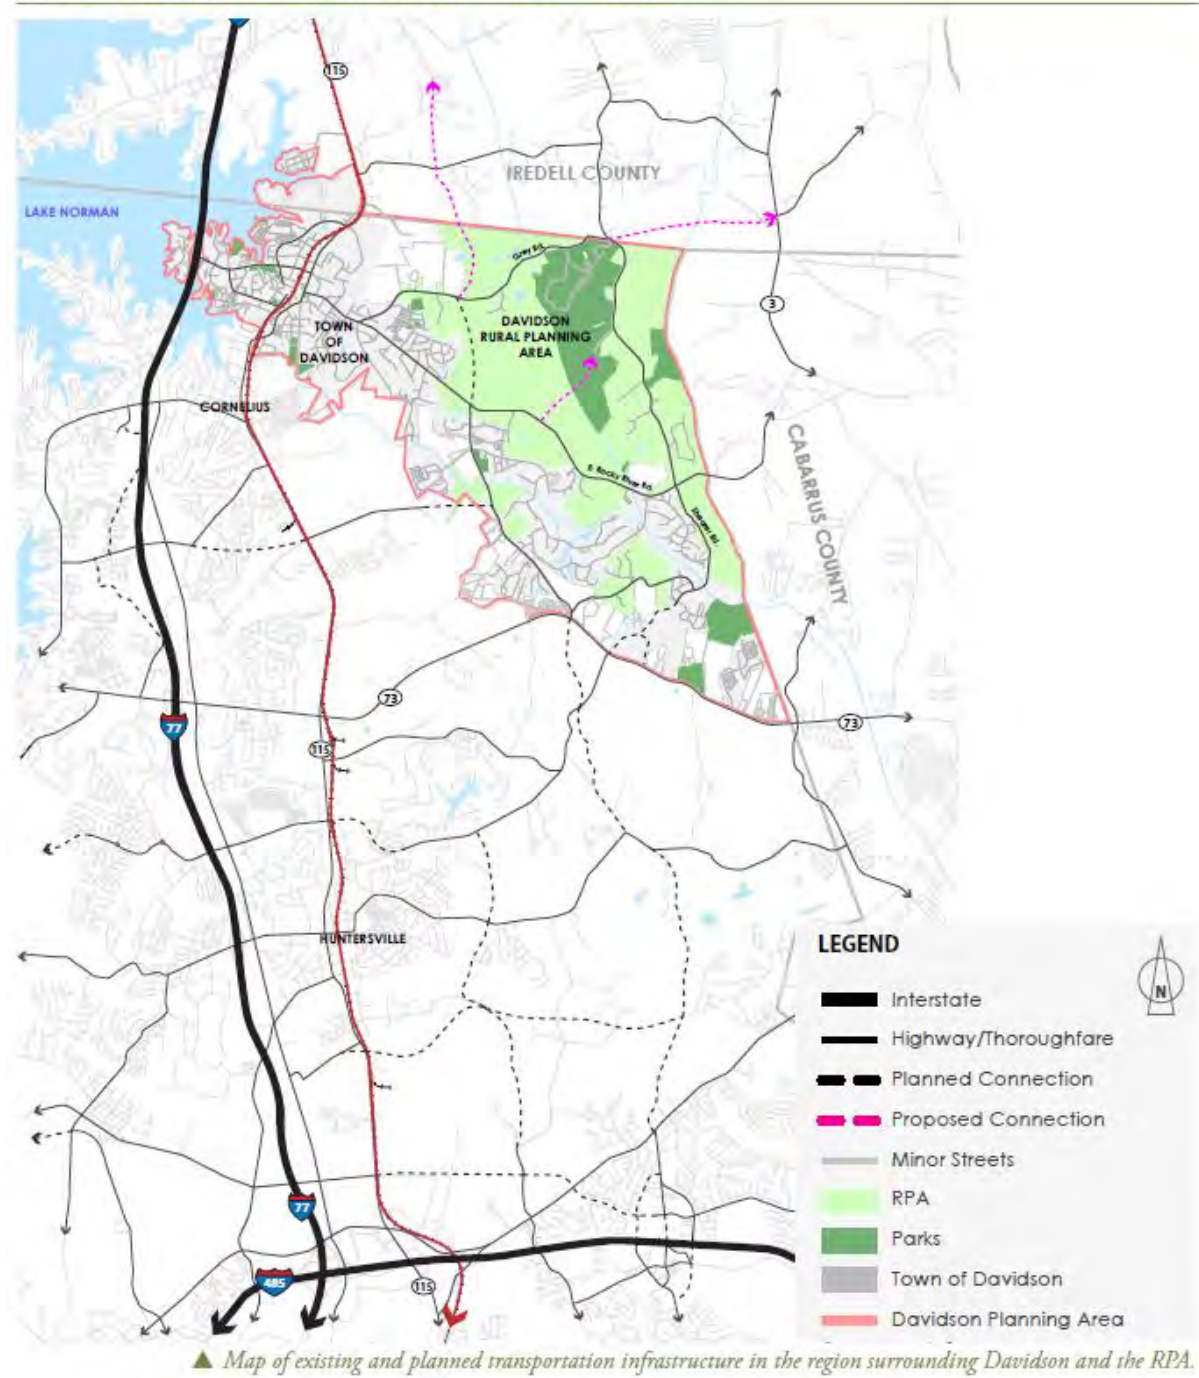 115
IREDELL COUNTY
LAKE NORMAN
Grey Rd.
3
TOWN
OF
DAVIDSON
DAVIDSON
RURAL PLANNING
AREA
CORNELIUS
CABARRUS COUNTY
E. Rocky River Rd.
Shearer Rd.
73
73
77
115
HUNTERSVILLE
77
485
115
LEGEND
N
Interstate
Highway/Thoroughfare
Planned Connection
Proposed Connection
Minor Streets
RPA
Parks
Town of Davidson
Davidson Planning Area
▲ Map of existing and planned transportation infrastructure in the region surrounding Davidson and the RPA.